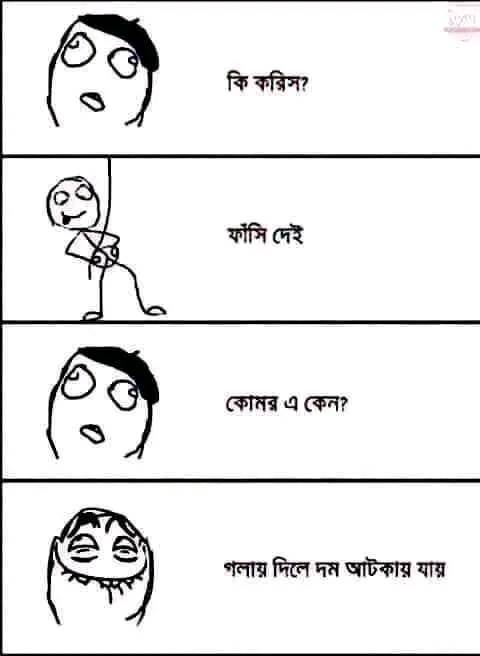 কি করিস?
ফাঁসি দেই
কোমর এ কেন?
গলায় দিলে দম আটকায় যায়